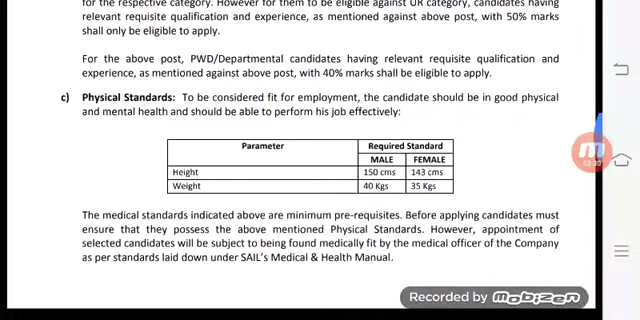 for the respective category. However for them to be eligible against UR category, candidates having
relevant requisite qualification and experience, as mentioned against above post, with 50% marks
shall only be eligible to apply.
For the above post, PWD/Departmental candidates having relevant requisite qualification and
experience, as mentioned against above post, with 40% marks shall be eligible to apply.
c) Physical Standards: To be considered fit for employment, the candidate should be in good physical
and mental health and should be able to perform his job effectively:
Parameter Required Standard
MALE FEMALE
Height 150 cms 143 cms
Weight 40 Kgs 35 Kgs
The medical standards indicated above are minimum pre-requisites. Before applying candidates must
ensure that they possess the above mentioned Physical Standards. However, appointment of
selected candidates will be subject to being found medically fit by the medical officer of the Company
as per standards laid down under SAIL's Medical & Health Manual.
Recorded by mobizen